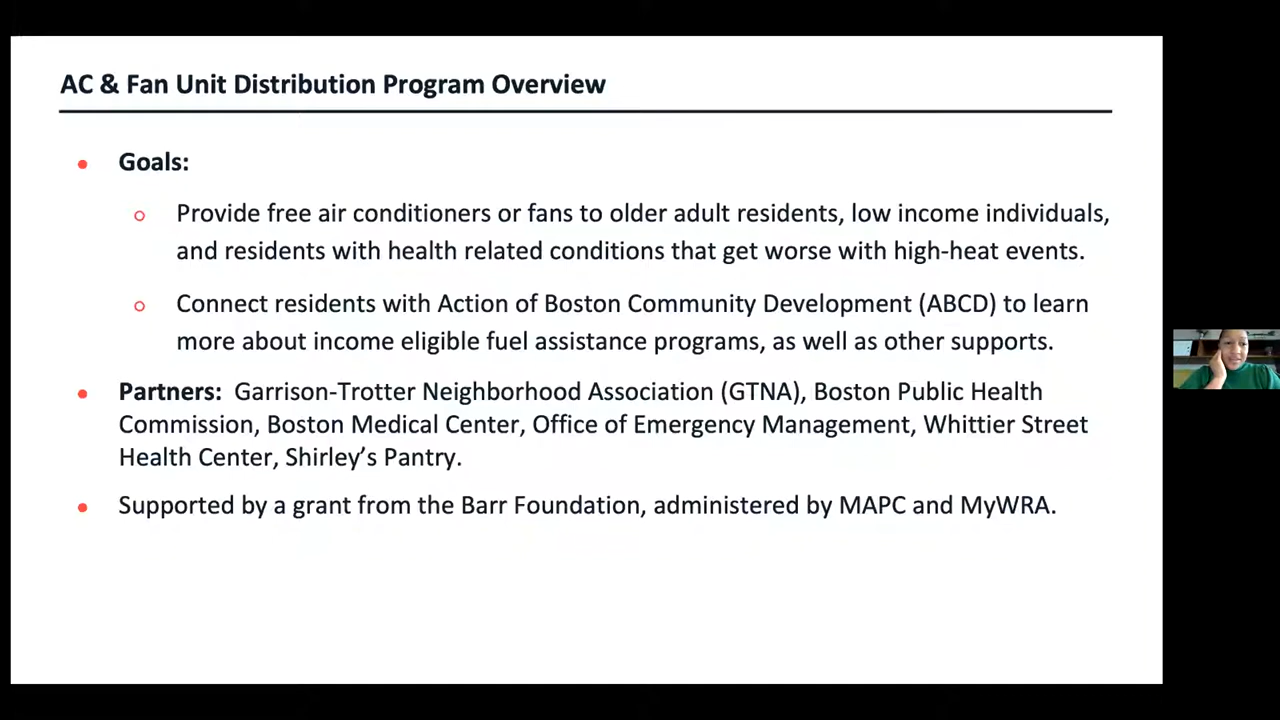 AC & Fan Unit Distribution Program Overview
Goals:
Provide free air conditioners or fans to older adult residents, low income individuals,
and residents with health related conditions that get worse with high-heat events.
Connect residents with Action of Boston Community Development (ABCD) to learn
more about income eligible fuel assistance programs, as well as other supports.
Partners: Garrison-Trotter Neighborhood Association (GTNA), Boston Public Health
Commission, Boston Medical Center, Office of Emergency Management, Whittier Street
Health Center, Shirley’s Pantry.
Supported by a grant from the Barr Foundation, administered by MAPC and MyWRA.